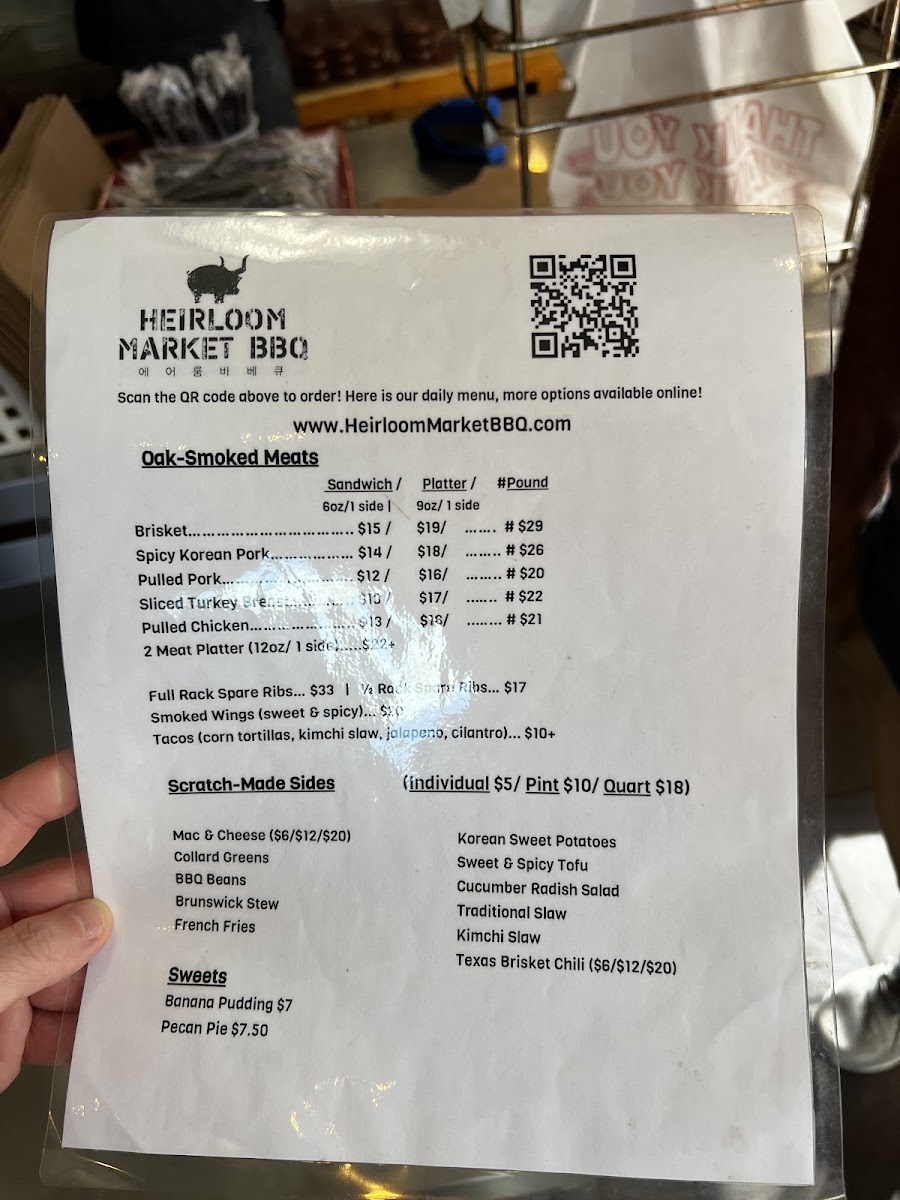 THANK YOU
THANK YOU
HEIRLOOM
MARKET BBQ
에 어 룸 바 베 큐
Scan the QR code above to order! Here is our daily menu, more options available online!
www.HeirloomMarketBBQ.com
Oak-Smoked Meats
Sandwich / Platter / #Pound
6oz/1 side | 9oz/ 1 side
Brisket.................................. $15 / $19/ ....... # $29
Spicy Korean Pork................. $14 / $18/ ........ # $26
Pulled Pork........................... $12 / $16/ ........ # $20
Sliced Turkey Breast............. / $17/ ....... # $22
Pulled Chicken..................... $13 / / ........ # $21
2 Meat Platter (12oz/ 1 side).....$22+
Full Rack Spare Ribs... $33 | ½ Rack Spare Ribs... $17
Smoked Wings (sweet & spicy)...
Tacos (corn tortillas, kimchi slaw, jalapeno, cilantro)... $10+
Scratch-Made Sides (Individual $5/ Pint $10/ Quart $18)
Mac & Cheese ($6/$12/$20)
Collard Greens
BBQ Beans
Brunswick Stew
French Fries
Korean Sweet Potatoes
Sweet & Spicy Tofu
Cucumber Radish Salad
Traditional Slaw
Kimchi Slaw
Texas Brisket Chili ($6/$12/$20)
Sweets
Banana Pudding $7
Pecan Pie $7.50